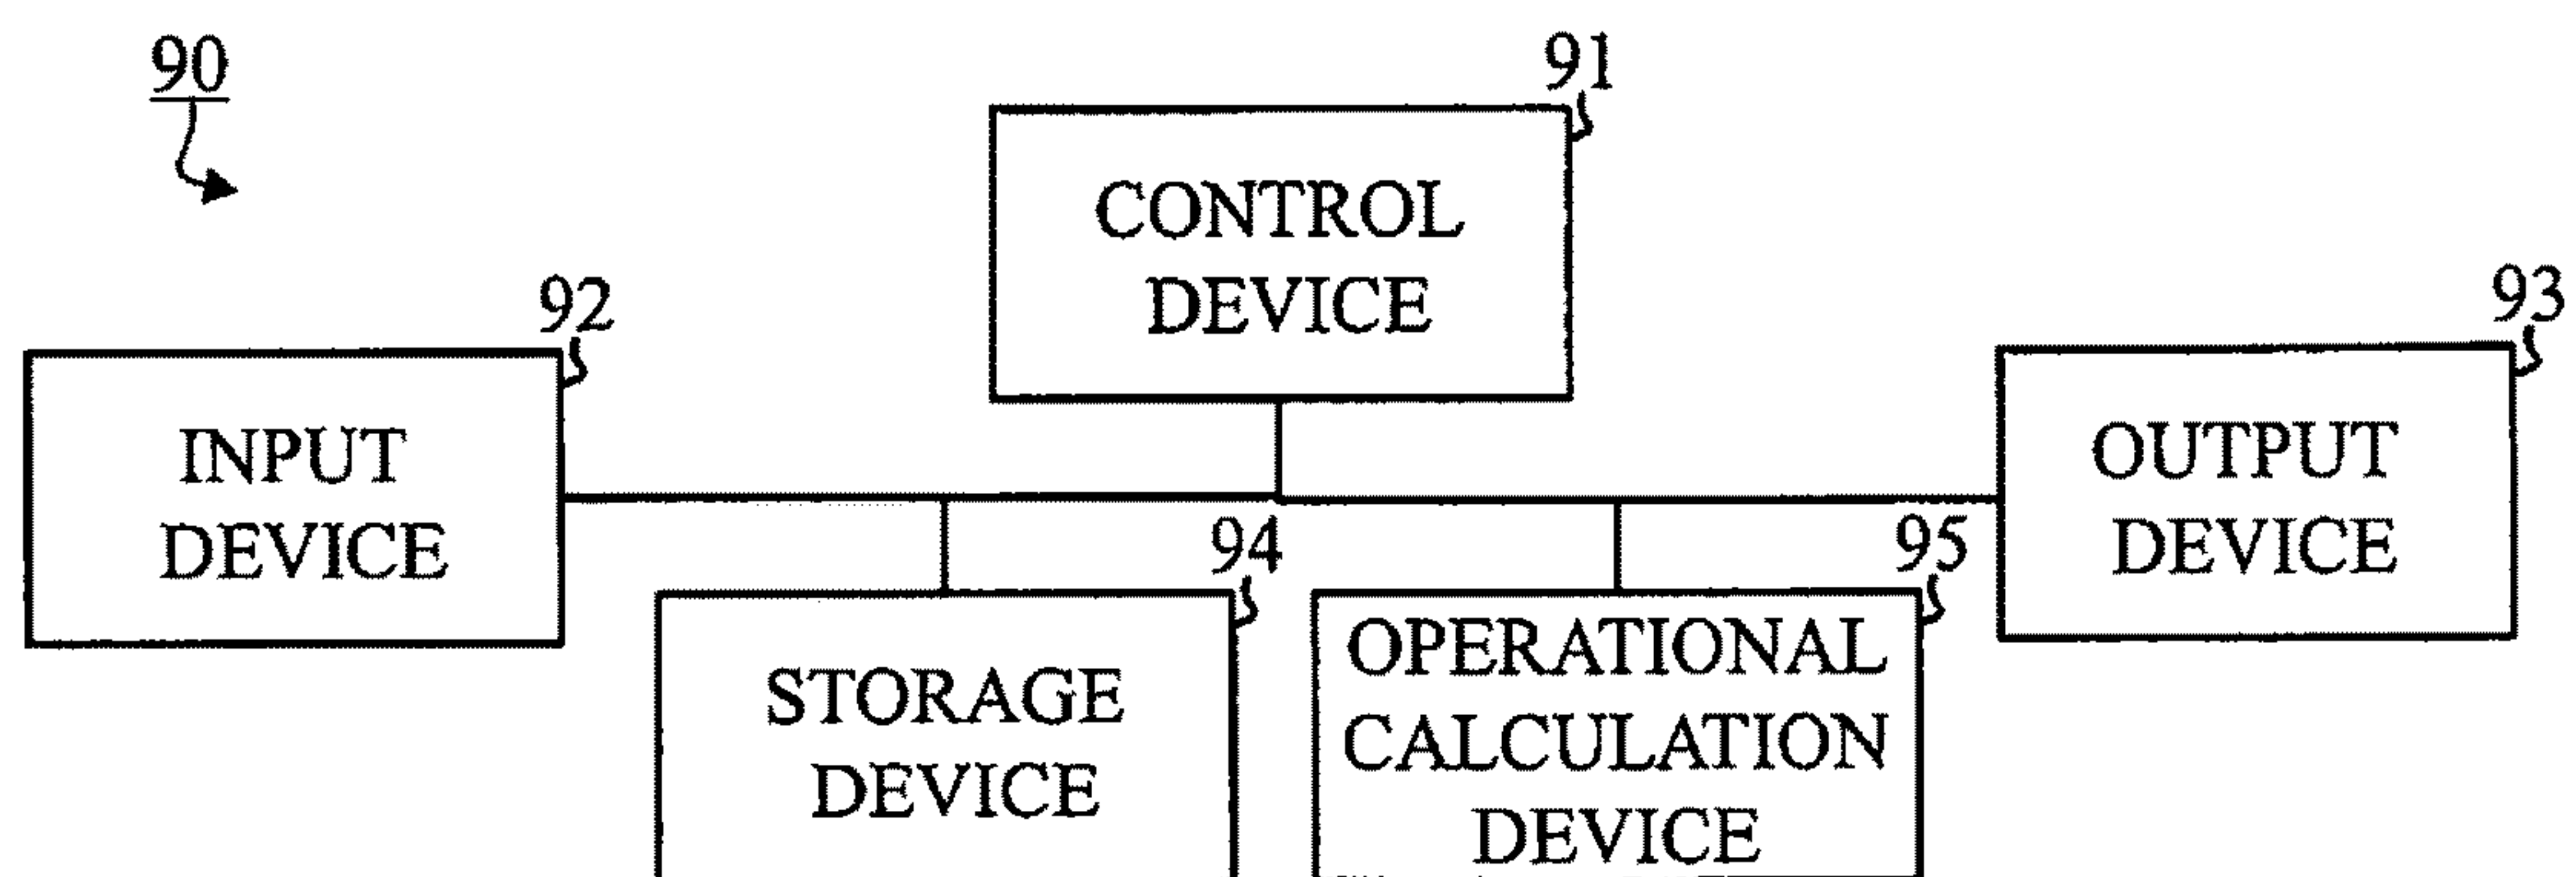 90
91
CONTROL
DEVICE
92
INPUT
DEVICE
93
OUTPUT
DEVICE
94
STORAGE
DEVICE
95
OPERATIONAL
CALCULATION
DEVICE